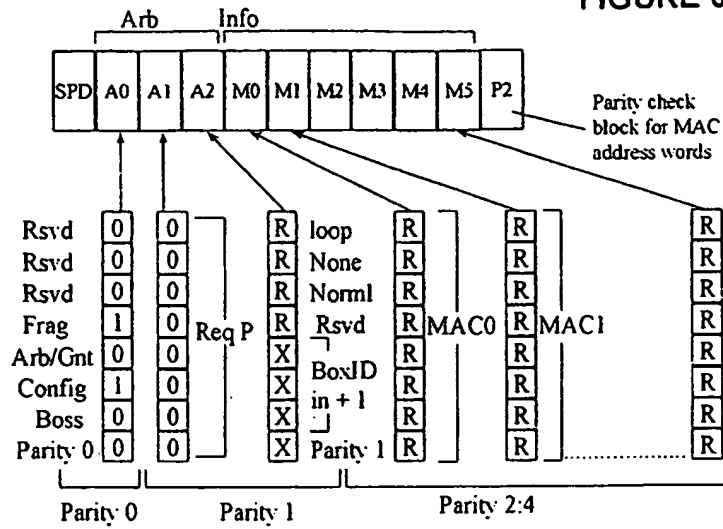 FIGURE
Arb Info
SPD A0 A1 A2 M0 M1 M2 M3 M4 M5 P2
Parity check
block for MAC
address words
Rsvd 0 0 R loop R R R
Rsvd 0 0 R None R R R
Rsvd 0 0 R Norml R R R
Frag 1 0 Req P R Rsvd R MAC0 R MAC1 R
Arb/Gnt 0 0 X BoxID R R R
Config 1 0 X in + 1 R R R
Boss 0 0 X R R R
Parity 0 0 0 X Parity 1 R R R
Parity 0 Parity 1 Parity 2:4